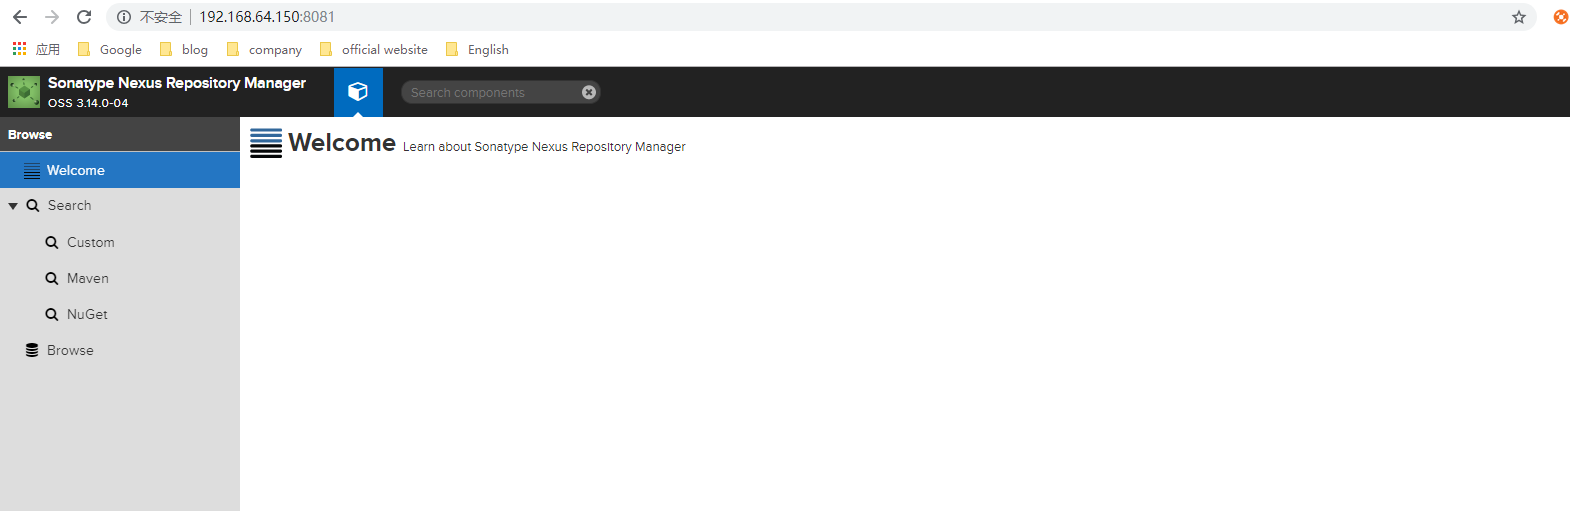 不安全 192.168.64.150:8081
应用 Google blog company official website English
Sonatype Nexus Repository Manager
OSS 3.14.0-04
Search components
Browse
Welcome Learn about Sonatype Nexus Repository Manager
Welcome
Search
Custom
Maven
NuGet
Browse